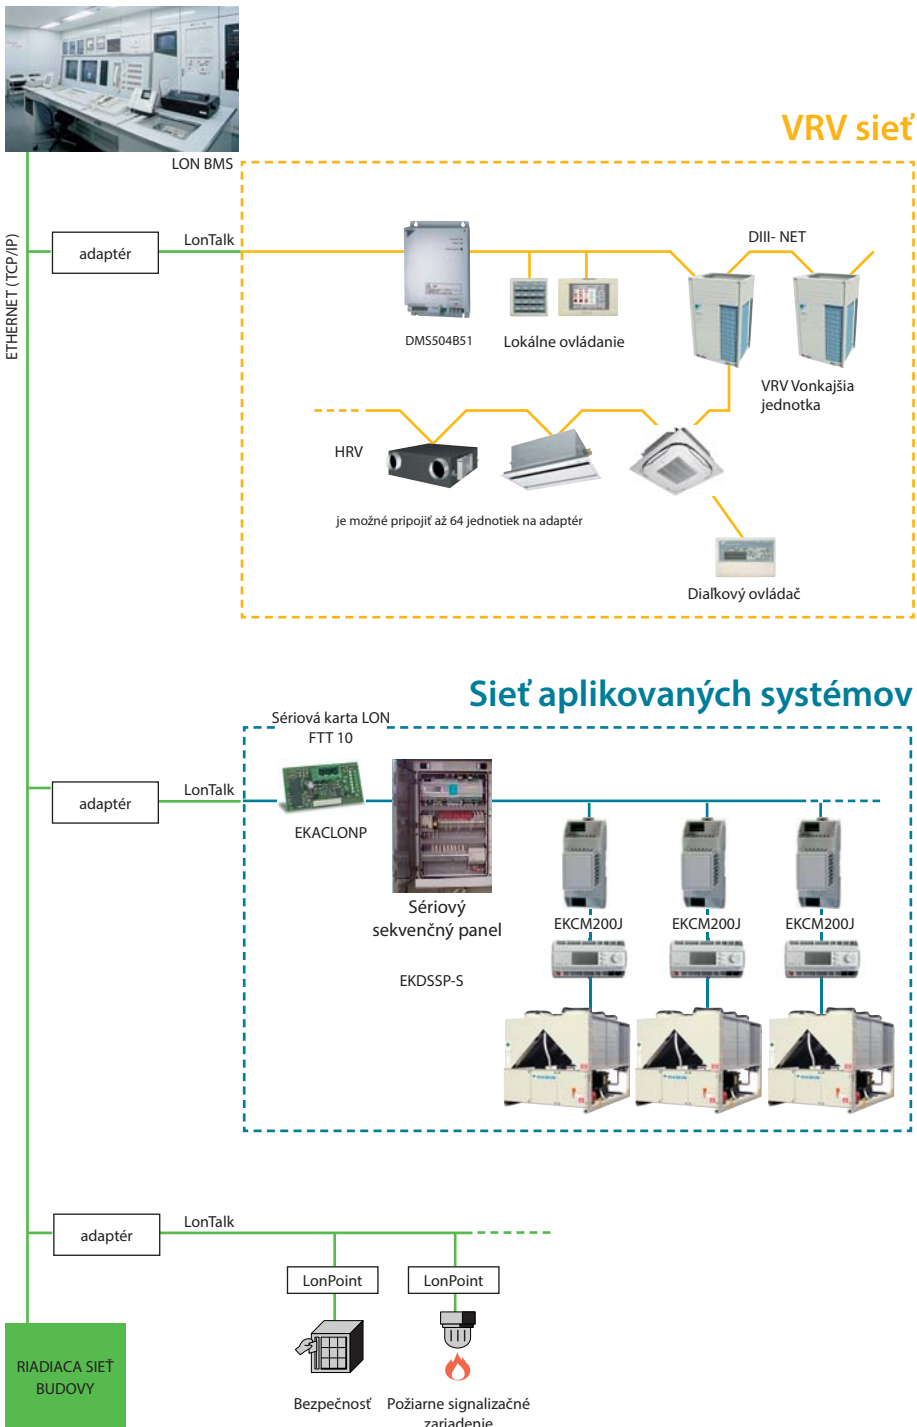 VRV sieť
LON BMS
ETHERNET (TCP/IP)
adaptér
LonTalk
DIII- NET
DMS504B51
Lokálne ovládanie
VRV Vonkajšia
jednotka
HRV
je možné pripojiť až 64 jednotiek na adaptér
Diaľkový ovládač
Sieť aplikovaných systémov
Sériová karta LON
FTT 10
adaptér
LonTalk
EKACLONP
Sériový
sekvenčný panel
EKDSSP-S
EKCM200J
EKCM200J
EKCM200J
adaptér
LonTalk
LonPoint
LonPoint
RIADIACA SIEŤ
BUDOVY
Bezpečnosť
Požiarne signalizačné
zariadenie